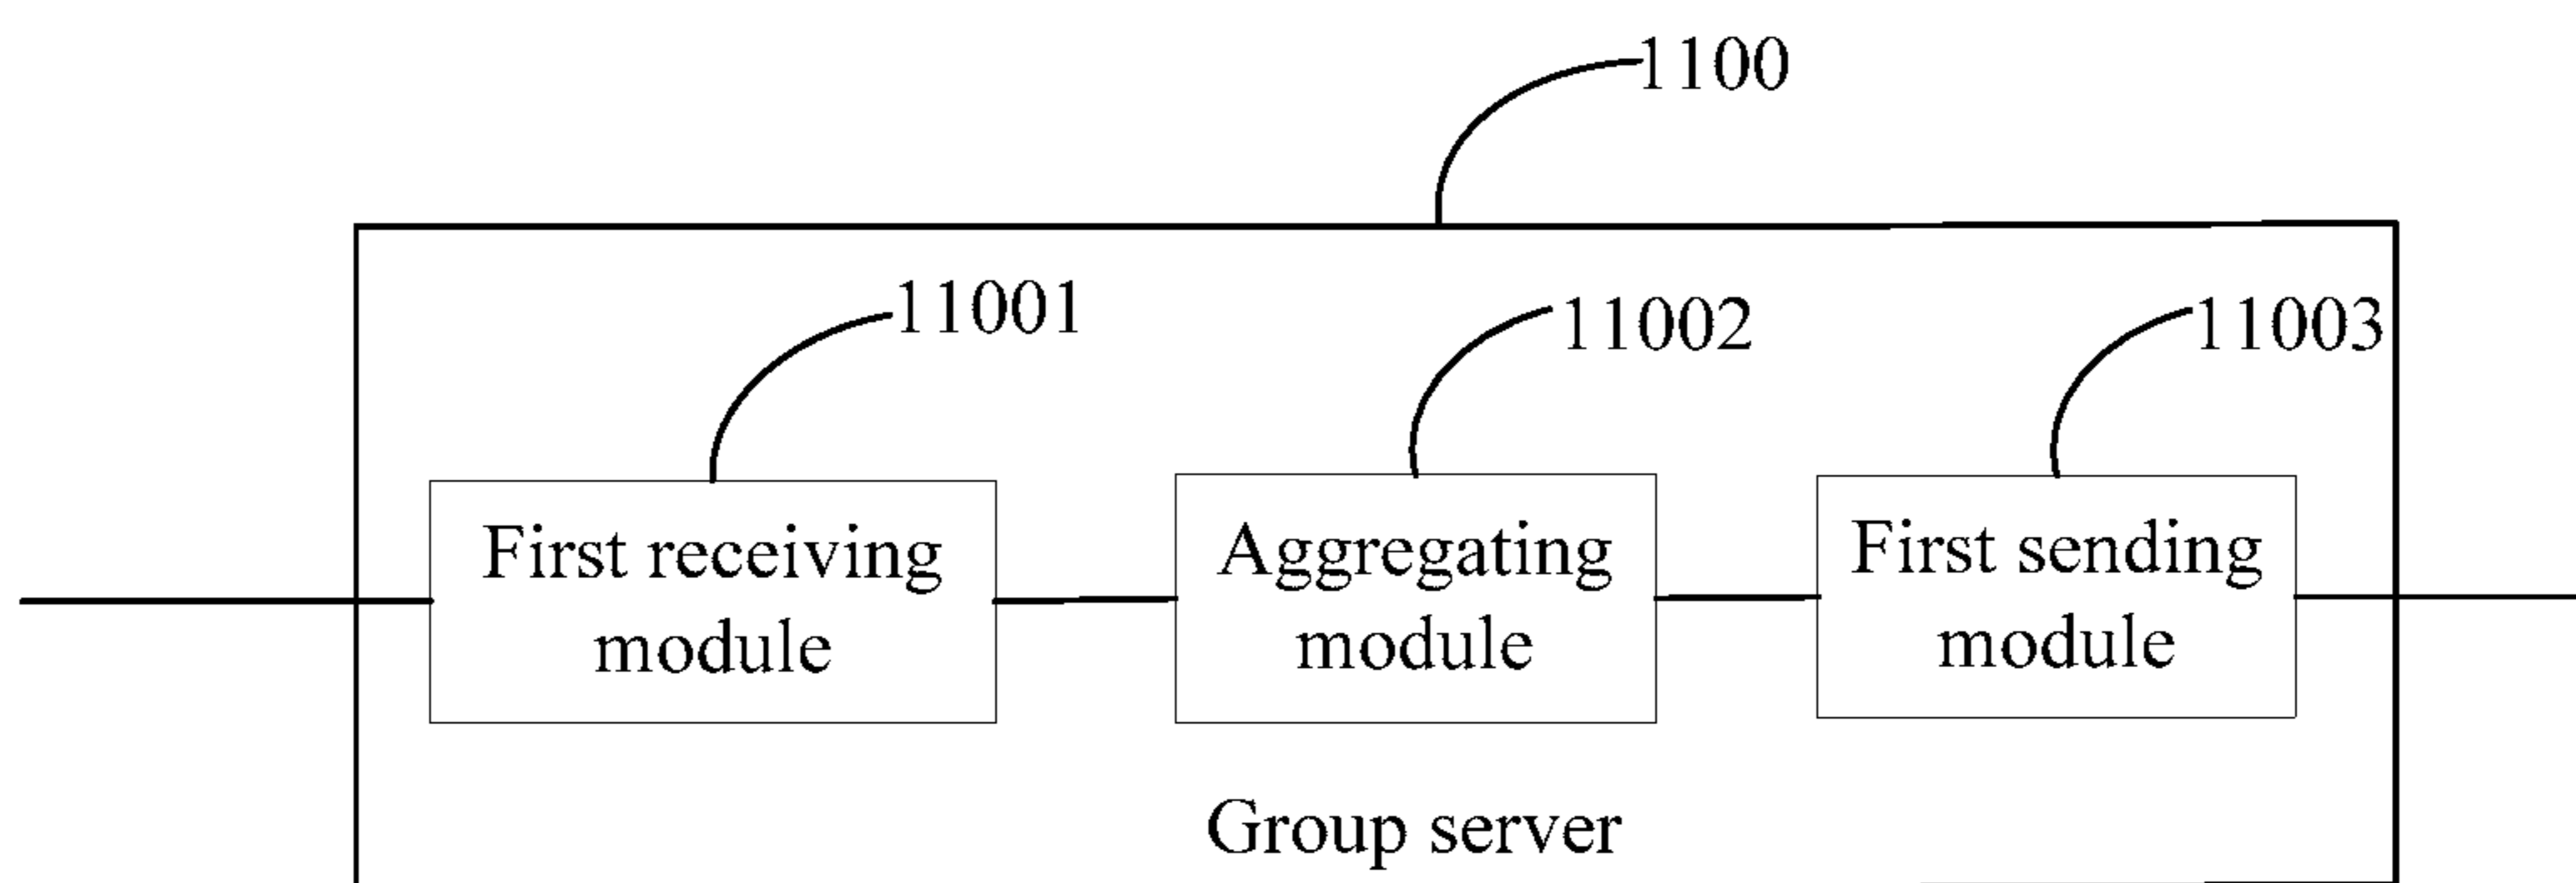 1100
11001
11002
11003
First receiving
module
Aggregating
module
First sending
module
Group server